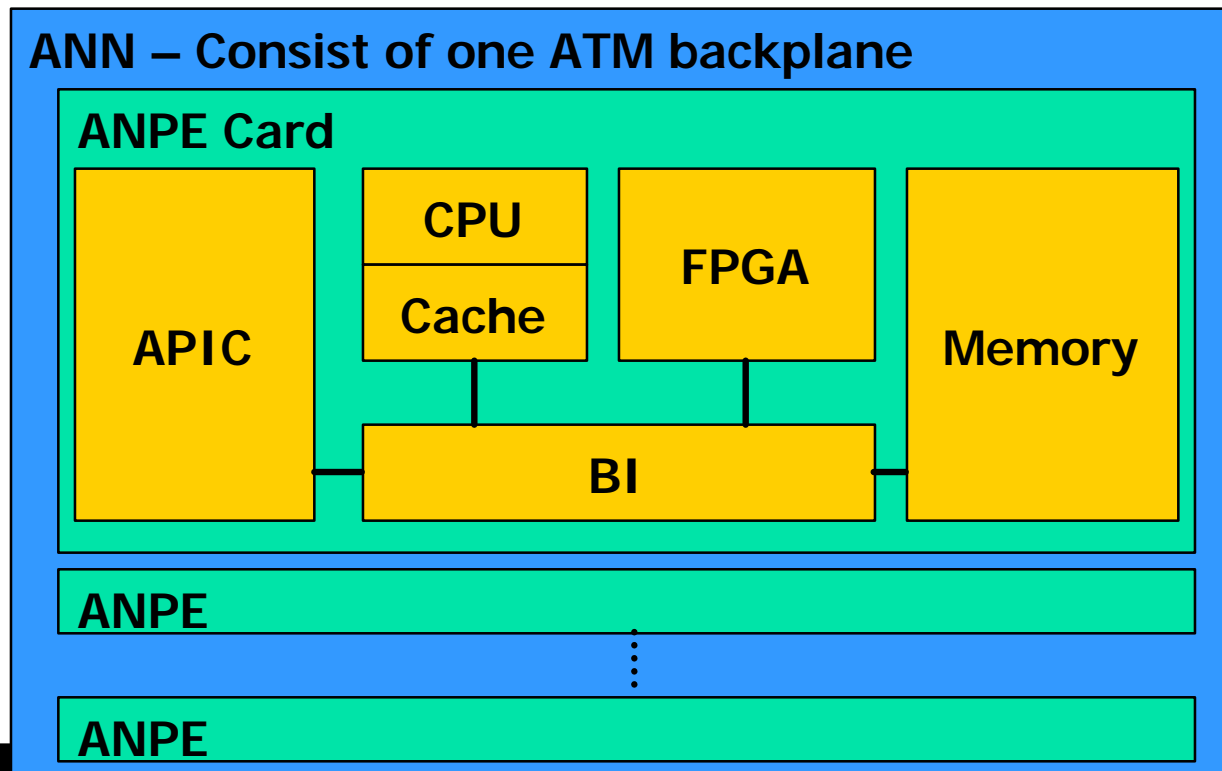 ANN – Consist of one ATM backplane
ANPE Card
APIC
CPU
Cache
FPGA
Memory
BI
ANPE
ANPE